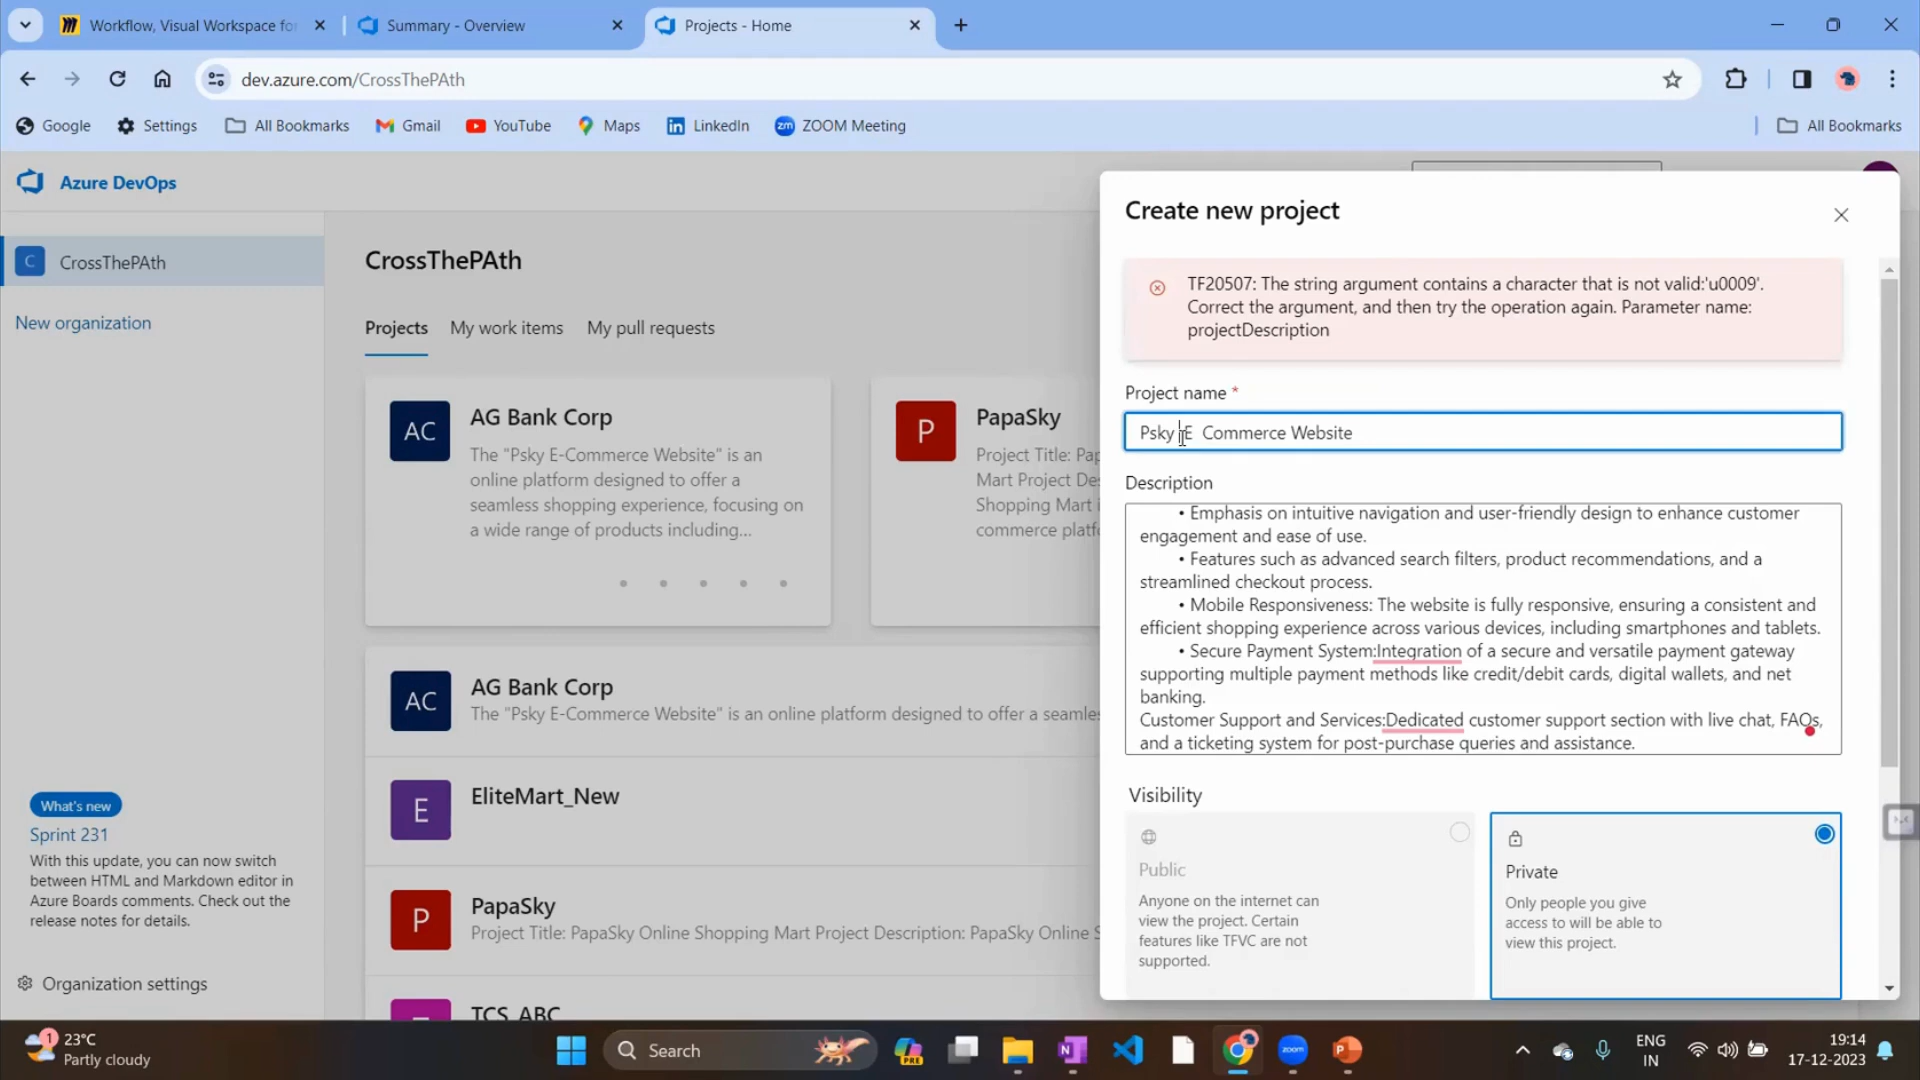 Workflow, Visual Workspace for
Summary - Overview
Projects - Home
dev.azure.com/CrossThePAth
Google
Settings
All Bookmarks
Gmail
YouTube
Maps
LinkedIn
zm
ZOOM Meeting
All Bookmarks
Azure DevOps
C
CrossThePAth
New organization
What's new
Sprint 231
With this update, you can now switch
between HTML and Markdown editor in
Azure Boards comments. Check out the
release notes for details.
Organization settings
CrossThePAth
Projects
My work items
My pull requests
AC
AG Bank Corp
The "Psky E-Commerce Website" is an
online platform designed to offer a
seamless shopping experience, focusing on
a wide range of products including...
P
PapaSky
Project Title: Pap
Mart Project De
Shopping Mart i
commerce platf
AC
AG Bank Corp
The "Psky E-Commerce Website" is an online platform designed to offer a seamles
E
EliteMart_New
P
PapaSky
Project Title: PapaSky Online Shopping Mart Project Description: PapaSky Online S
TCS_ABC
Create new project
TF20507: The string argument contains a character that is not valid:'u0009'.
Correct the argument, and then try the operation again. Parameter name:
projectDescription
Project name *
Psky E  Commerce Website
Description
• Emphasis on intuitive navigation and user-friendly design to enhance customer
engagement and ease of use.
• Features such as advanced search filters, product recommendations, and a
streamlined checkout process.
• Mobile Responsiveness: The website is fully responsive, ensuring a consistent and
efficient shopping experience across various devices, including smartphones and tablets.
• Secure Payment System:Integration of a secure and versatile payment gateway
supporting multiple payment methods like credit/debit cards, digital wallets, and net
banking.
Customer Support and Services:Dedicated customer support section with live chat, FAQs,
and a ticketing system for post-purchase queries and assistance.
Visibility
Public
Anyone on the internet can
view the project. Certain
features like TFVC are not
supported.
Private
Only people you give
access to will be able to
view this project.
1
23°C
Partly cloudy
Search
PRE
N
zoom
P
ENG
IN
19:14
17-12-2023